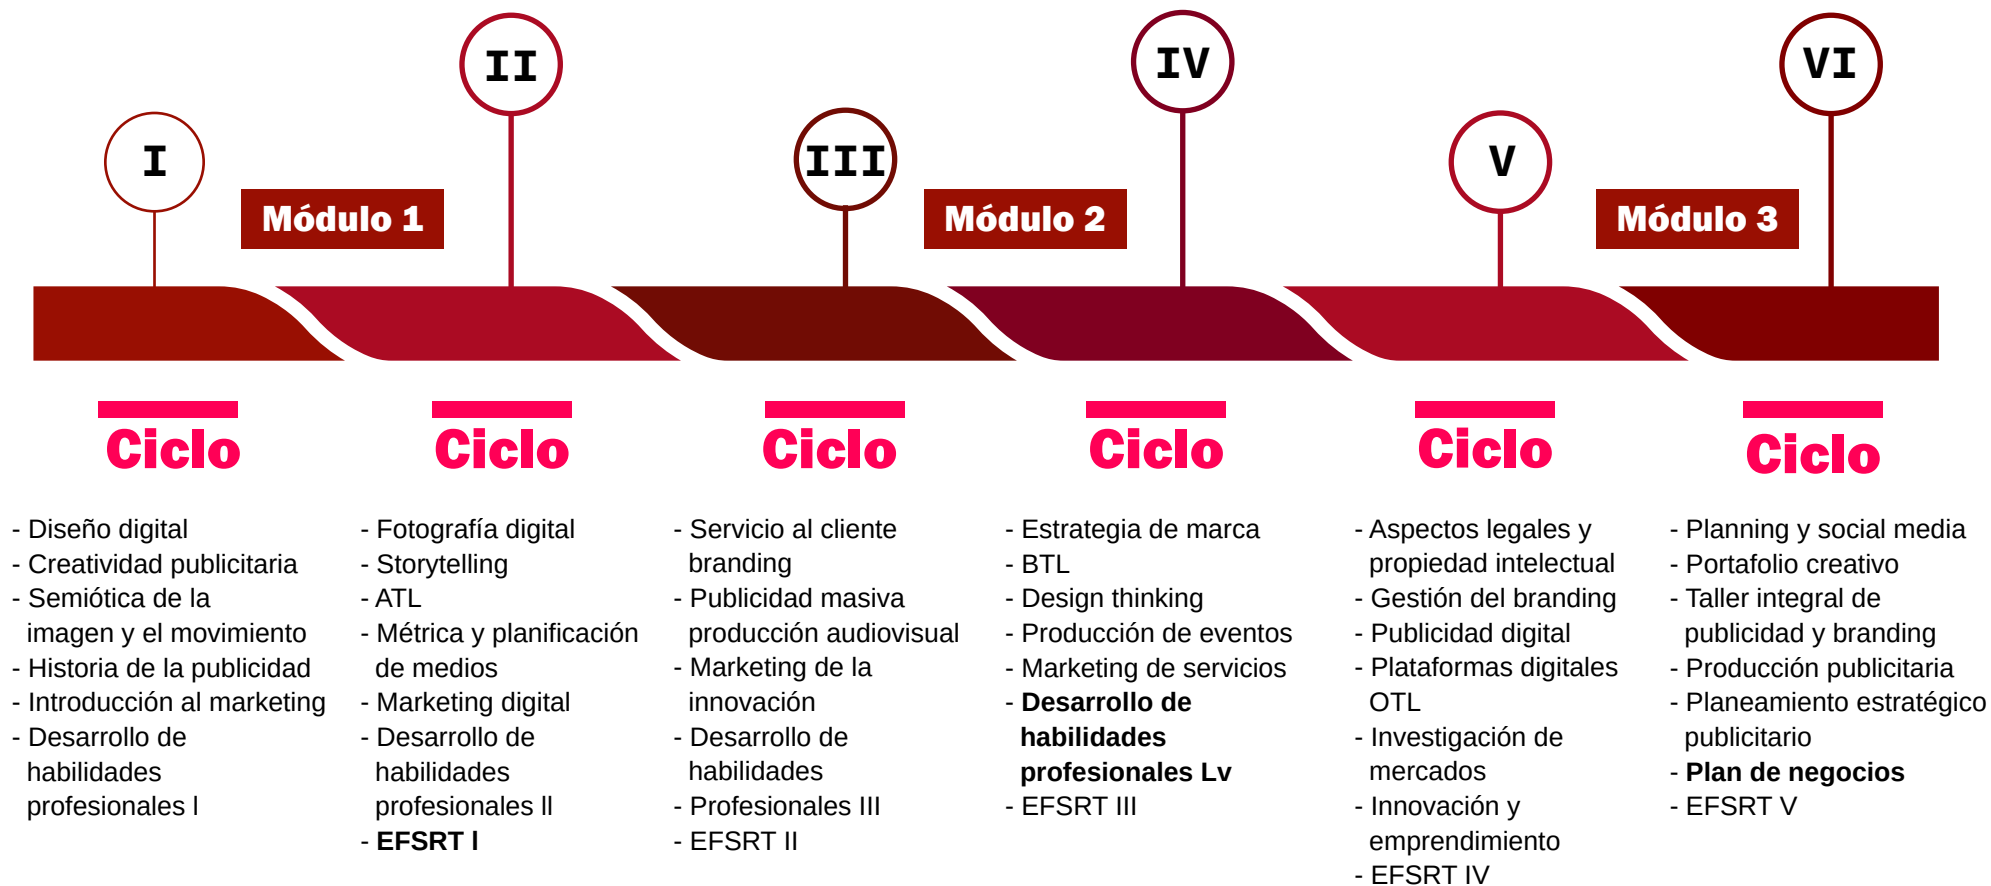 I
II
III
IV
V
VI
Módulo 1
Módulo 2
Módulo 3
Ciclo
- Diseño digital
- Creatividad publicitaria
- Semiótica de la
imagen y el movimiento
- Historia de la publicidad
- Introducción al marketing
- Desarrollo de
habilidades
profesionales l
Ciclo
- Fotografía digital
- Storytelling
- ATL
- Métrica y planificación
de medios
- Marketing digital
- Desarrollo de
habilidades
profesionales ll
- EFSRT l
Ciclo
- Servicio al cliente
branding
- Publicidad masiva
producción audiovisual
- Marketing de la
innovación
- Desarrollo de
habilidades
- Profesionales III
- EFSRT II
Ciclo
- Estrategia de marca
- BTL
- Design thinking
- Producción de eventos
- Marketing de servicios
- Desarrollo de
habilidades
profesionales Lv
- EFSRT III
Ciclo
- Aspectos legales y
propiedad intelectual
- Gestión del branding
- Publicidad digital
- Plataformas digitales
OTL
- Investigación de
mercados
- Innovación y
emprendimiento
- EFSRT IV
Ciclo
- Planning y social media
- Portafolio creativo
- Taller integral de
publicidad y branding
- Producción publicitaria
- Planeamiento estratégico
publicitario
- Plan de negocios
- EFSRT V